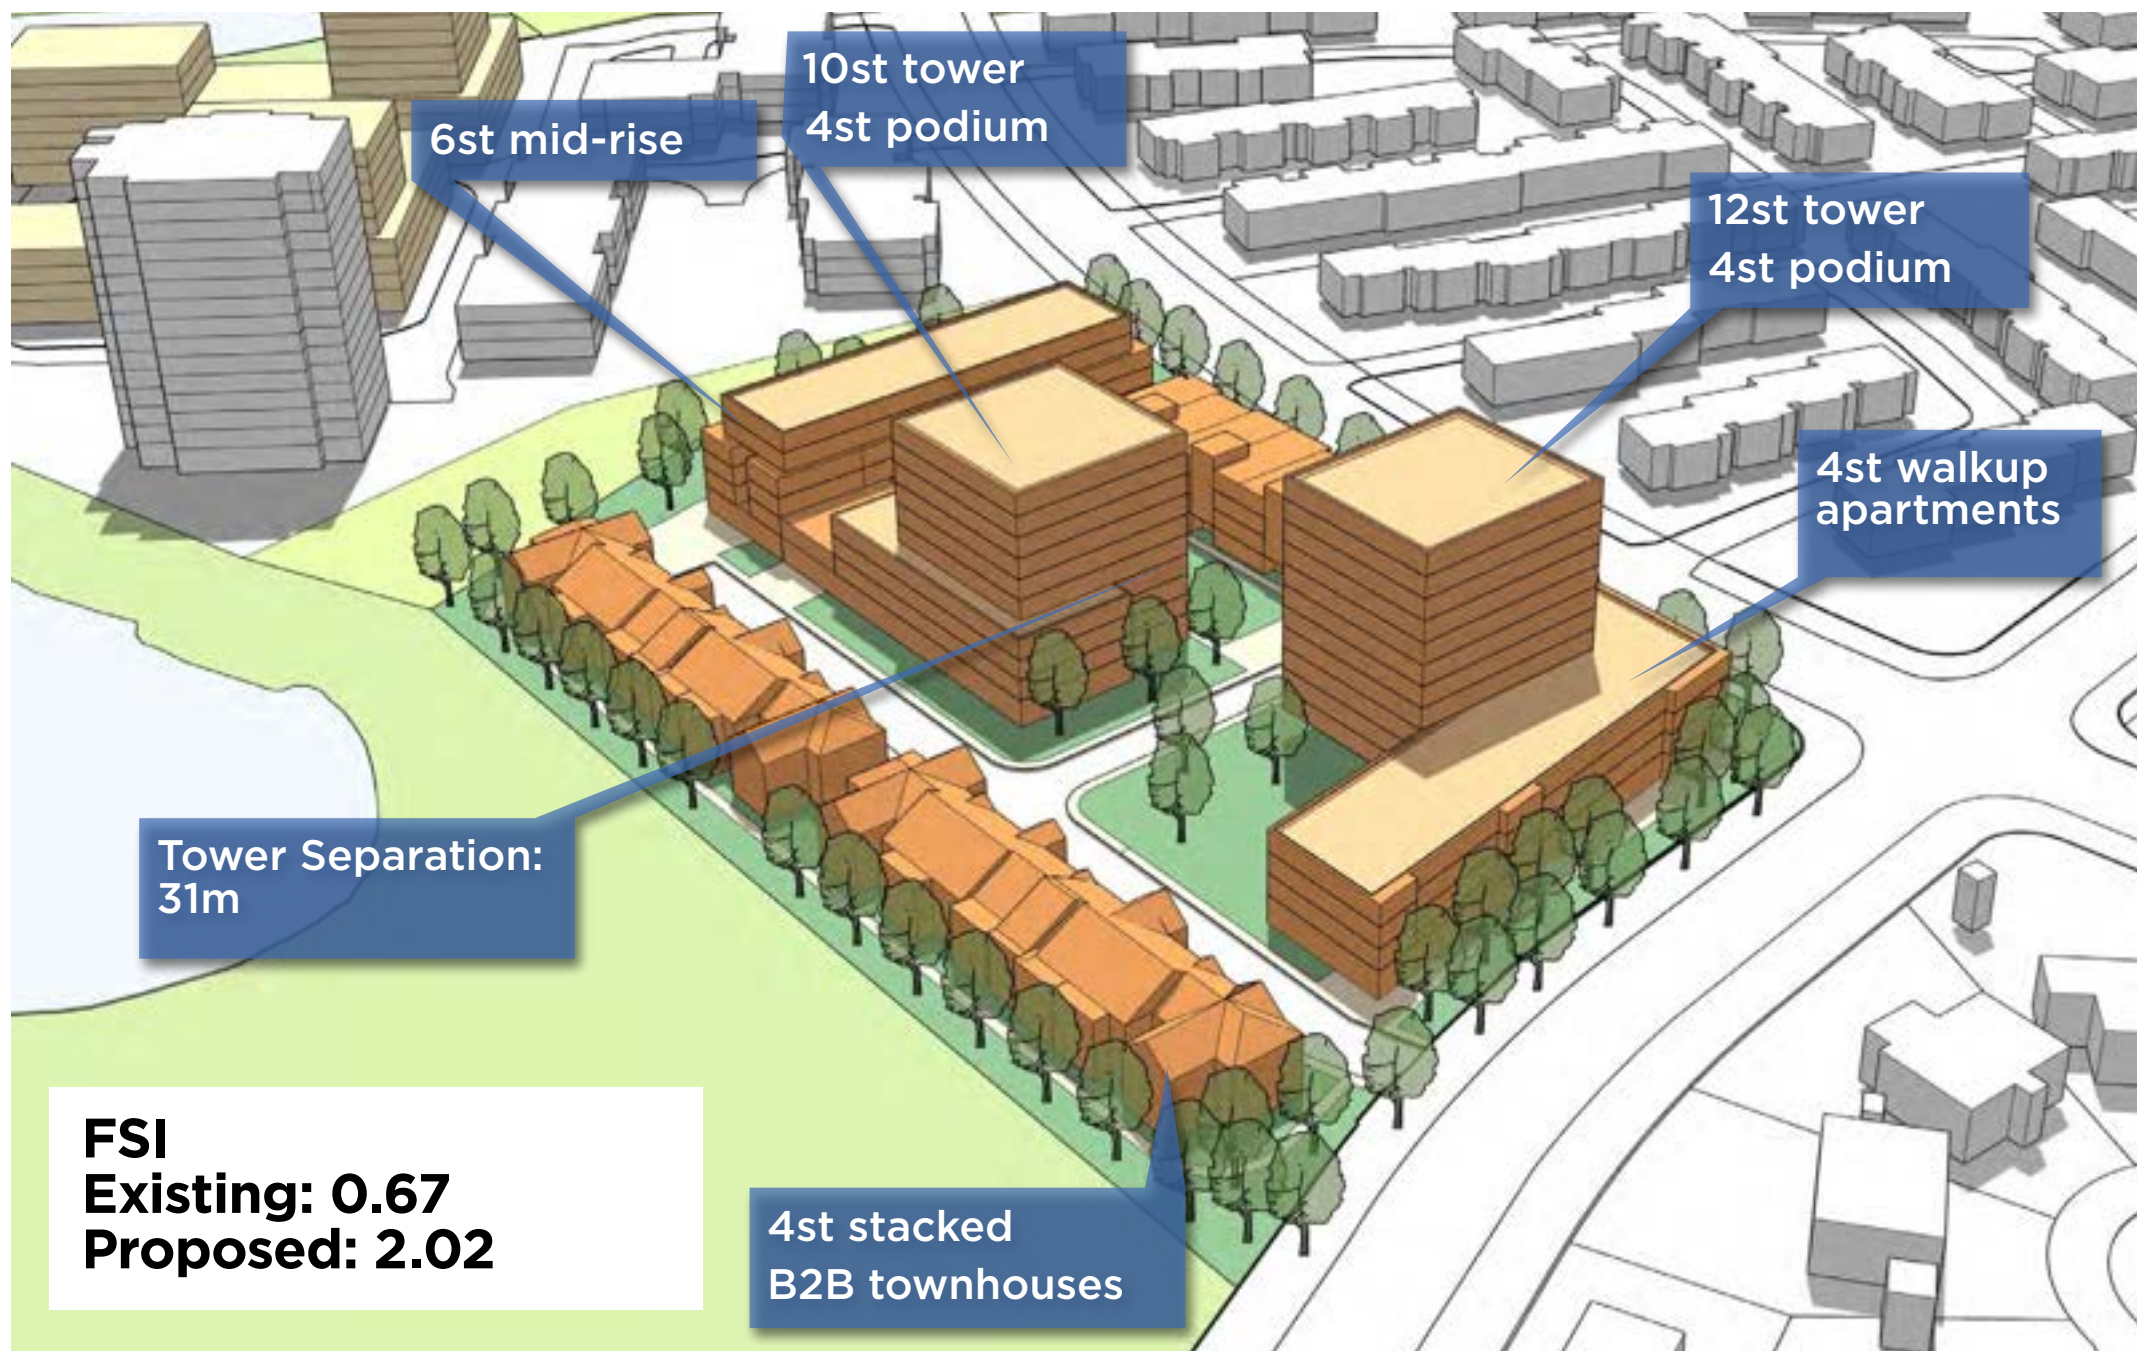 10st tower
4st podium
6st mid-rise
12st tower
4st podium
4st walkup
apartments
Tower Separation:
31m
FSI
Existing: 0.67
Proposed: 2.02
4st stacked
B2B townhouses